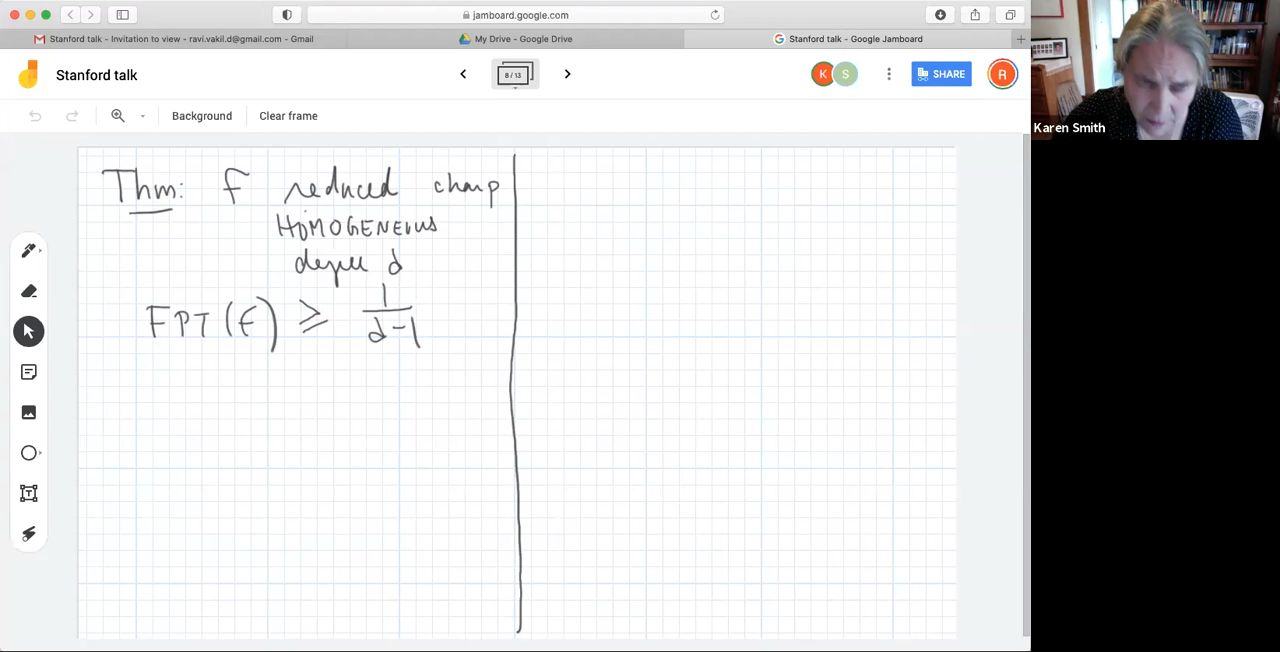 jamboard.google.com
Stanford talk - Invitation to view - ravi.vakil.d@gmail.com - Gmail
My Drive - Google Drive
Stanford talk - Google Jamboard
Stanford talk
8 / 13
K
S
SHARE
R
Background
Clear frame
Karen Smith
Thm: f reduced char p
HOMOGENEOUS
degree d
FPT(f) ≥ 1/(d-1)